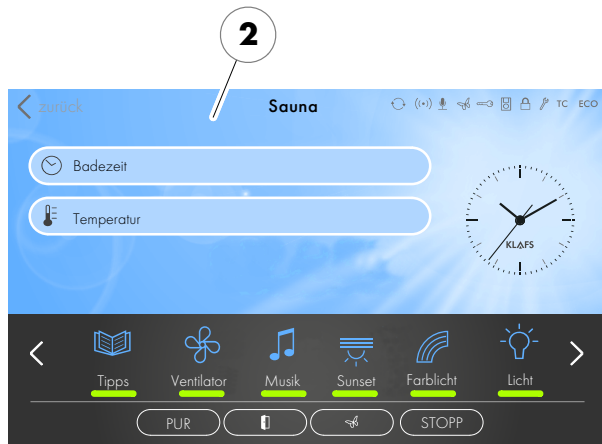 2
zurück
Sauna
TC ECO
Badezeit
Temperatur
KLAFS
Tipps
Ventilator
Musik
Sunset
Farblicht
Licht
PUR
STOPP